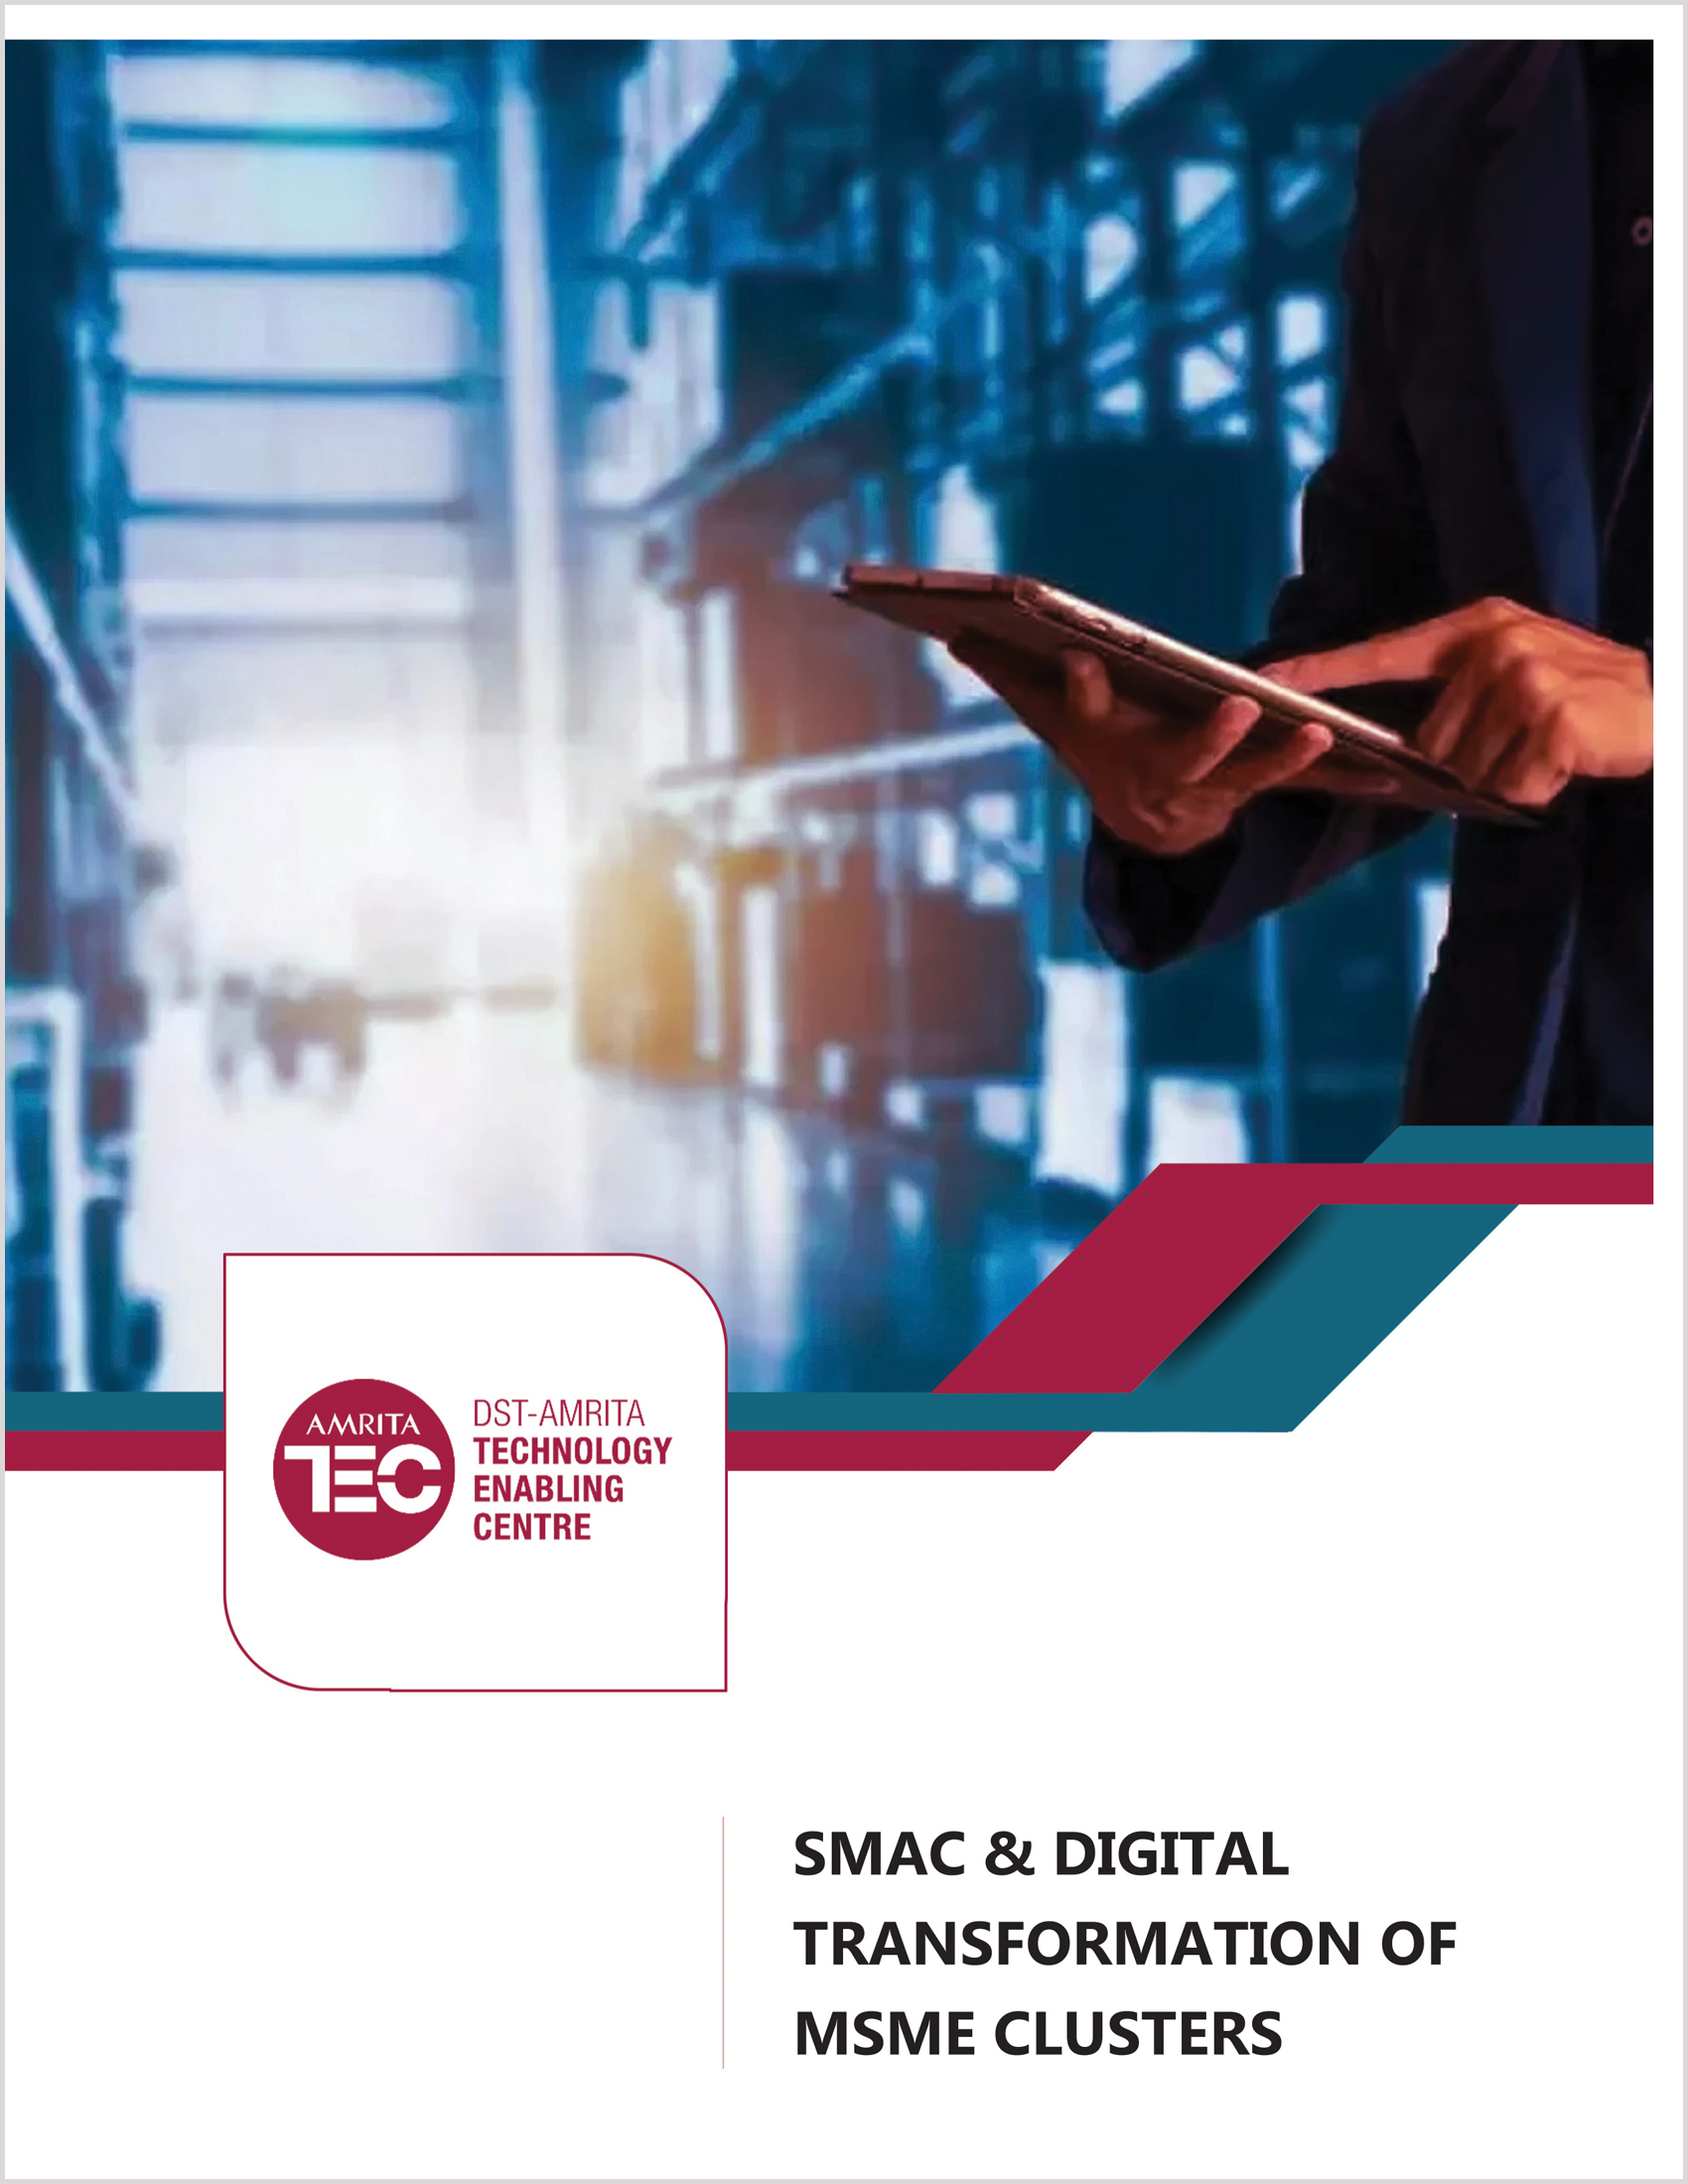 AMRITA
TEC
DST-AMRITA
TECHNOLOGY
ENABLING
CENTRE
SMAC & DIGITAL
TRANSFORMATION OF
MSME CLUSTERS